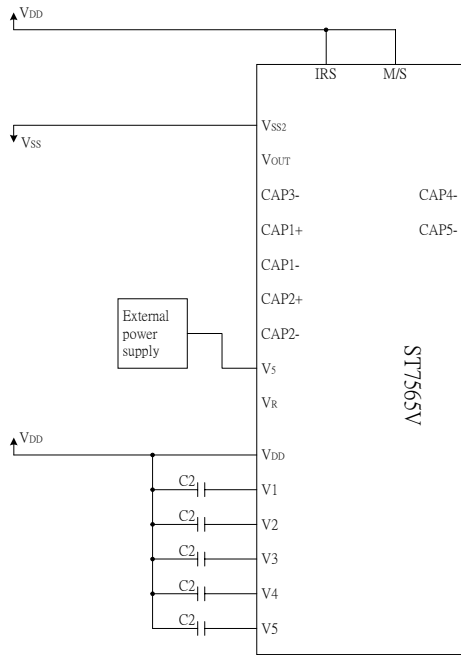 VDD
IRS M/S
VSS2
VSS
VOUT
CAP3- CAP4-
CAP1+ CAP5-
CAP1-
CAP2+
External
power
supply
CAP2-
V5
ST7565V
VR
VDD
VDD
C2 V1
C2 V2
C2 V3
C2 V4
C2 V5